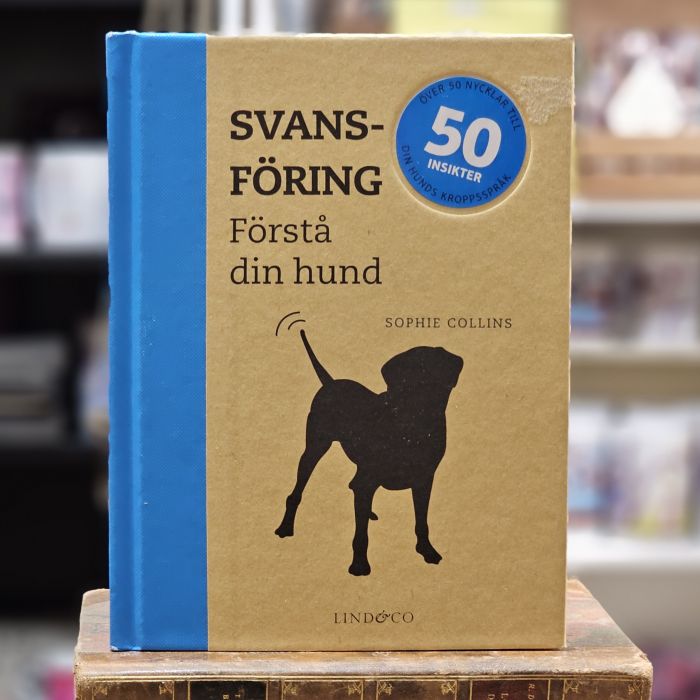 SVANS-
FÖRING
Förstå
din hund
ÖVER 50 NYCKLAR TILL
50
INSIKTER
DIN HUNDS KROPPSSPRÅK
SOPHIE COLLINS
LIND&CO